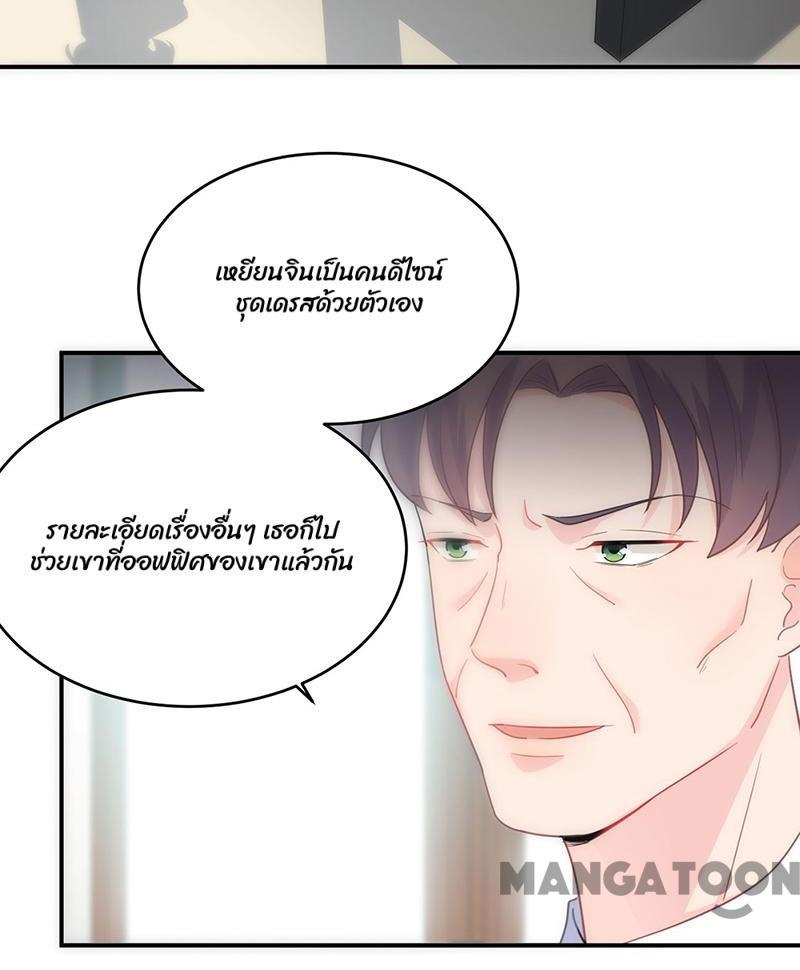 เหยียนจินเป็นคนดีไซน์
ชุดเดรสด้วยตัวเอง
รายละเอียดเรื่องอื่นๆ เธอก็ไป
ช่วยเขาที่ออฟฟิศของเขาแล้วกัน
MANGATOON